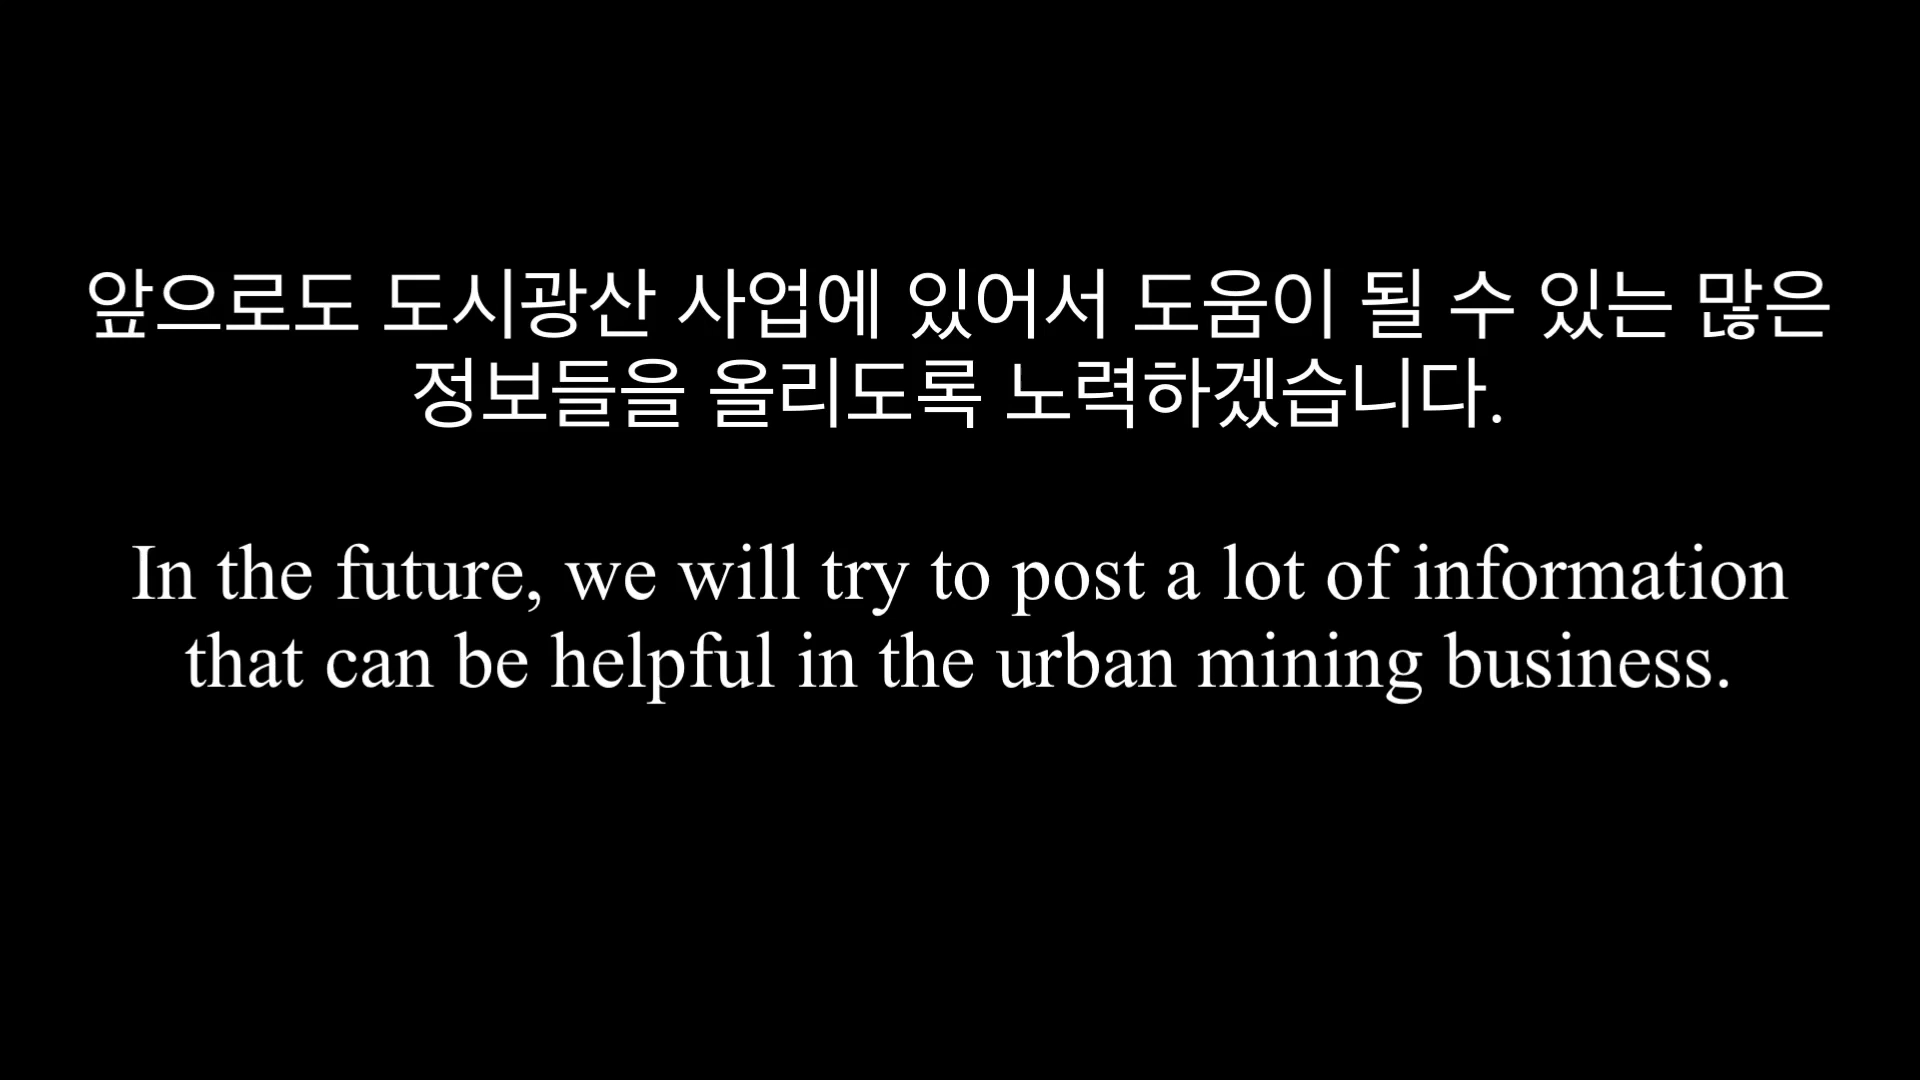 앞으로도 도시광산 사업에 있어서 도움이 될 수 있는 많은
정보들을 올리도록 노력하겠습니다.
In the future, we will try to post a lot of information
that can be helpful in the urban mining business.